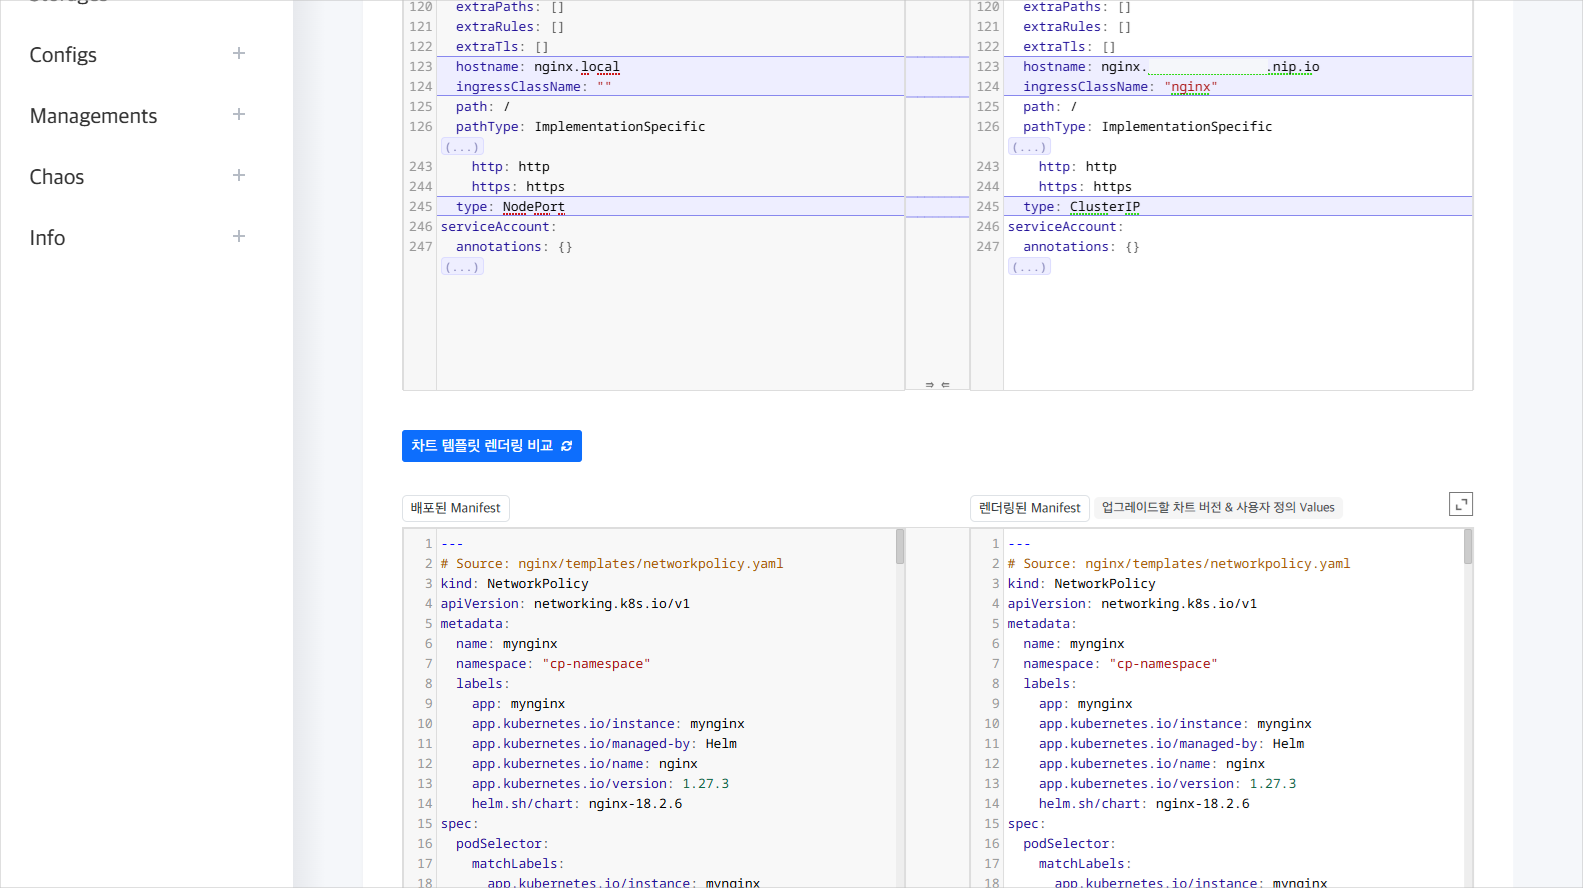 Configs
Managements
Chaos
Info
120 extraPaths: []
121 extraRules: []
122 extraTls: []
123 hostname: nginx.local
124 ingressClassName: ""
125 path: /
126 pathType: ImplementationSpecific
(...)
243 http: http
244 https: https
245 type: NodePort
246 serviceAccount:
247 annotations: {}
(...)
⇛ ⇚
120 extraPaths: []
121 extraRules: []
122 extraTls: []
123 hostname: nginx. .nip.io
124 ingressClassName: "nginx"
125 path: /
126 pathType: ImplementationSpecific
(...)
243 http: http
244 https: https
245 type: ClusterIP
246 serviceAccount:
247 annotations: {}
(...)
차트 템플릿 렌더링 비교
배포된 Manifest
1 ---
2 # Source: nginx/templates/networkpolicy.yaml
3 kind: NetworkPolicy
4 apiVersion: networking.k8s.io/v1
5 metadata:
6 name: mynginx
7 namespace: "cp-namespace"
8 labels:
9 app: mynginx
10 app.kubernetes.io/instance: mynginx
11 app.kubernetes.io/managed-by: Helm
12 app.kubernetes.io/name: nginx
13 app.kubernetes.io/version: 1.27.3
14 helm.sh/chart: nginx-18.2.6
15 spec:
16 podSelector:
17 matchLabels:
18 app.kubernetes.io/instance: mynginx
렌더링된 Manifest 업그레이드할 차트 버전 & 사용자 정의 Values
1 ---
2 # Source: nginx/templates/networkpolicy.yaml
3 kind: NetworkPolicy
4 apiVersion: networking.k8s.io/v1
5 metadata:
6 name: mynginx
7 namespace: "cp-namespace"
8 labels:
9 app: mynginx
10 app.kubernetes.io/instance: mynginx
11 app.kubernetes.io/managed-by: Helm
12 app.kubernetes.io/name: nginx
13 app.kubernetes.io/version: 1.27.3
14 helm.sh/chart: nginx-18.2.6
15 spec:
16 podSelector:
17 matchLabels:
18 app.kubernetes.io/instance: mynginx